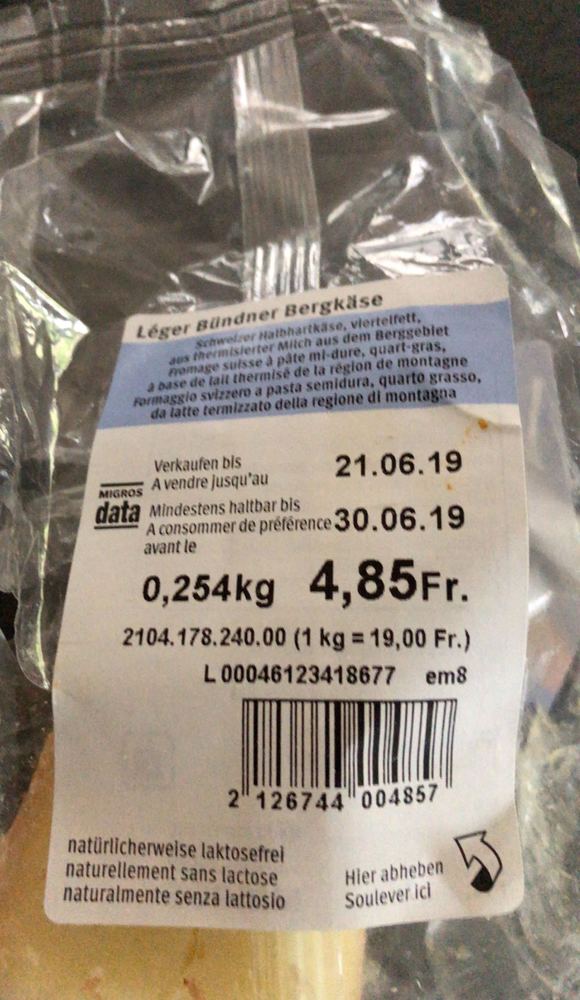 Léger Bündner Bergkäse
Schweizer Halbhartkäse, viertelfett,
aus thermisierter Milch aus dem Berggebiet
Fromage suisse à pâte mi-dure, quart-gras,
à base de lait thermisé de la région de montagne
Formaggio svizzero a pasta semidura, quarto grasso,
da latte termizzato della regione di montagna
Verkaufen bis
A vendre jusqu'au
21.06.19
MIGROS
data
Mindestens haltbar bis
A consommer de préférence
avant le
30.06.19
0,254kg 4,85Fr.
2104.178.240.00 (1 kg = 19,00 Fr.)
L 00046123418677 em8
2 126744 004857
natürlicherweise laktosefrei
naturellement sans lactose
naturalmente senza lattosio
Hier abheben
Soulever ici